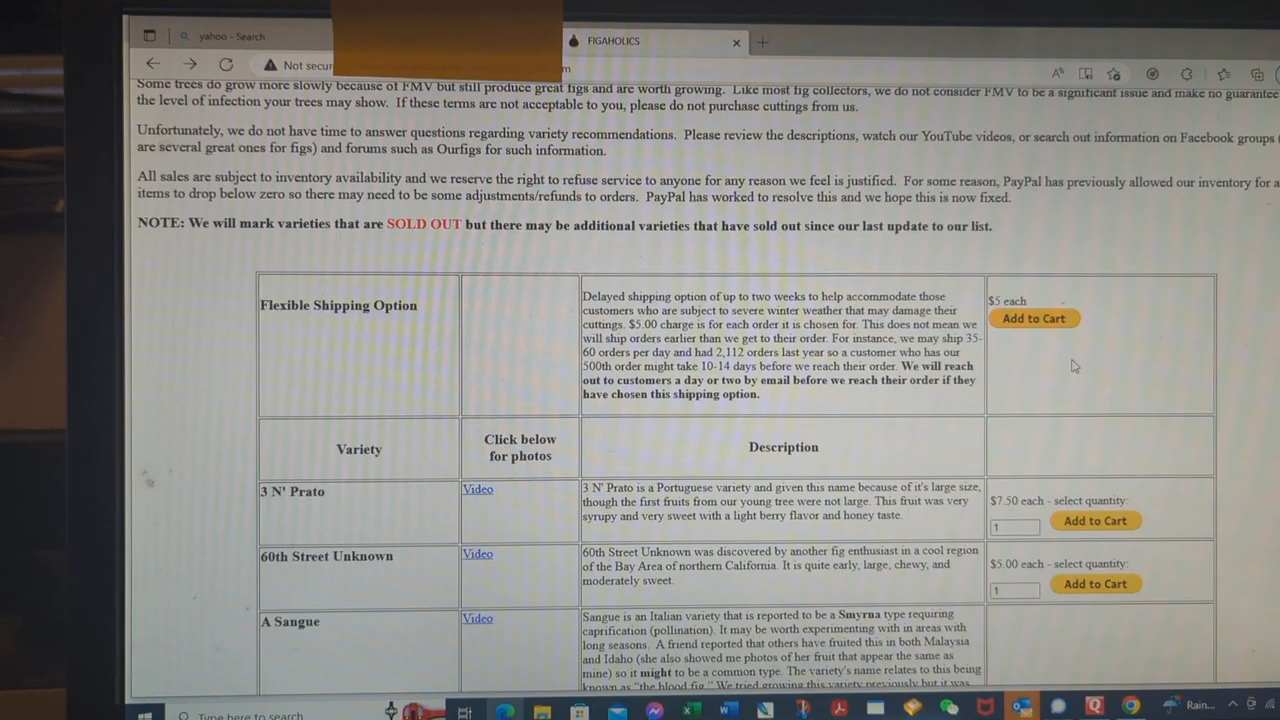 yahoo - Search
FIGAHOLICS
Not secur
m
Some trees do grow more slowly because of FMV but still produce great figs and are worth growing. Like most fig collectors, we do not consider FMV to be a significant issue and make no guarantee
the level of infection your trees may show. If these terms are not acceptable to you, please do not purchase cuttings from us.
Unfortunately, we do not have time to answer questions regarding variety recommendations. Please review the descriptions, watch our YouTube videos, or search out information on Facebook groups (
are several great ones for figs) and forums such as Ourfigs for such information.
All sales are subject to inventory availability and we reserve the right to refuse service to anyone for any reason we feel is justified. For some reason, PayPal has previously allowed our inventory for a
items to drop below zero so there may need to be some adjustments/refunds to orders. PayPal has worked to resolve this and we hope this is now fixed.
NOTE: We will mark varieties that are SOLD OUT but there may be additional varieties that have sold out since our last update to our list.
Flexible Shipping Option
Delayed shipping option of up to two weeks to help accommodate those
customers who are subject to severe winter weather that may damage their
cuttings. $5.00 charge is for each order it is chosen for. This does not mean we
will ship orders earlier than we get to their order. For instance, we may ship 35-
60 orders per day and had 2,112 orders last year so a customer who has our
500th order might take 10-14 days before we reach their order. We will reach
out to customers a day or two by email before we reach their order if they
have chosen this shipping option.
$5 each
Add to Cart
Variety
Click below
for photos
Description
3 N' Prato
Video
3 N' Prato is a Portuguese variety and given this name because of it's large size,
though the first fruits from our young tree were not large. This fruit was very
syrupy and very sweet with a light berry flavor and honey taste.
$7.50 each - select quantity:
1
Add to Cart
60th Street Unknown
Video
60th Street Unknown was discovered by another fig enthusiast in a cool region
of the Bay Area of northern California. It is quite early, large, chewy, and
moderately sweet.
$5.00 each - select quantity:
1
Add to Cart
A Sangue
Video
Sangue is an Italian variety that is reported to be a Smyrna type requiring
caprification (pollination). It may be worth experimenting with in areas with
long seasons. A friend reported that others have fruited this in both Malaysia
and Idaho (she also showed me photos of her fruit that appear the same as
mine) so it might to be a common type. The variety's name relates to this being
known as "the blood fig." We tried growing this variety previously but it was
Type here to search
Rain...